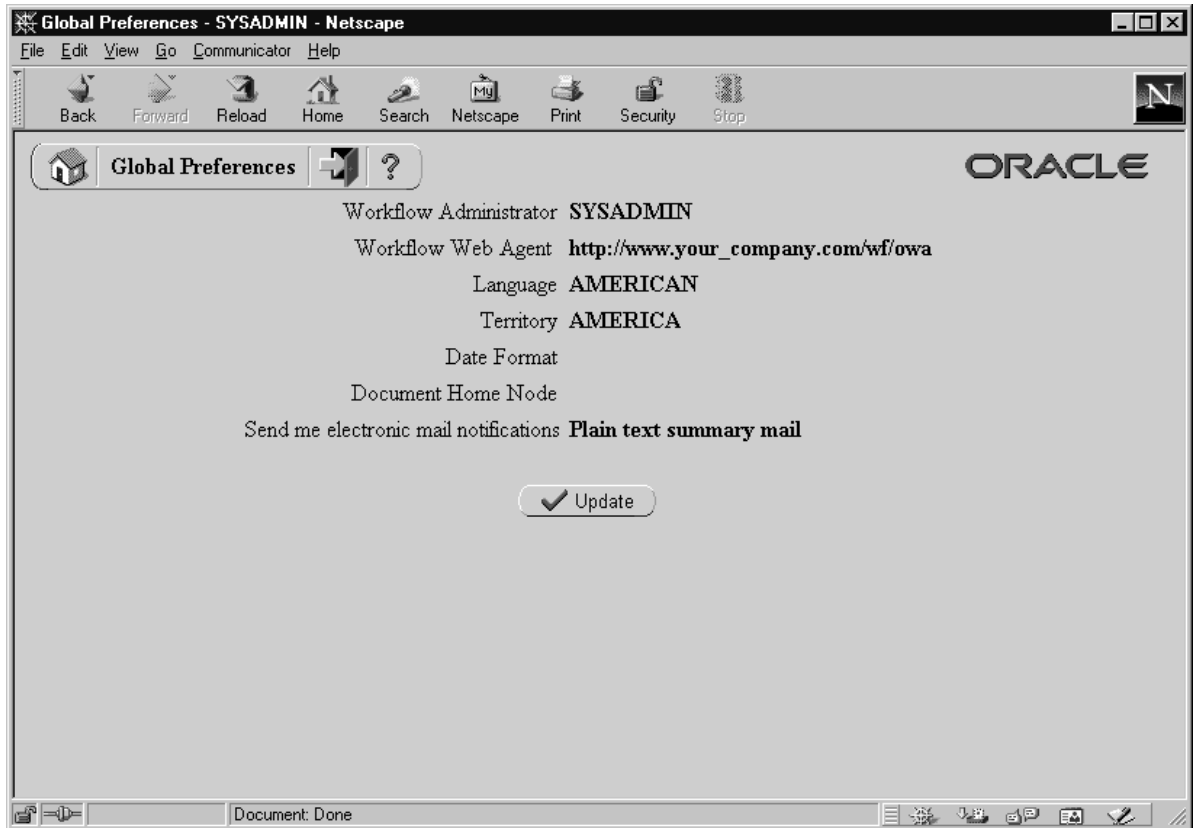 Global Preferences - SYSADMIN - Netscape
File Edit View Go Communicator Help
Back Forward Reload Home Search Netscape Print Security Stop
My
N
Global Preferences ?
ORACLE
Workflow Administrator SYSADMIN
Workflow Web Agent http://www.your_company.com/wf/owa
Language AMERICAN
Territory AMERICA
Date Format
Document Home Node
Send me electronic mail notifications Plain text summary mail
Update
Document: Done